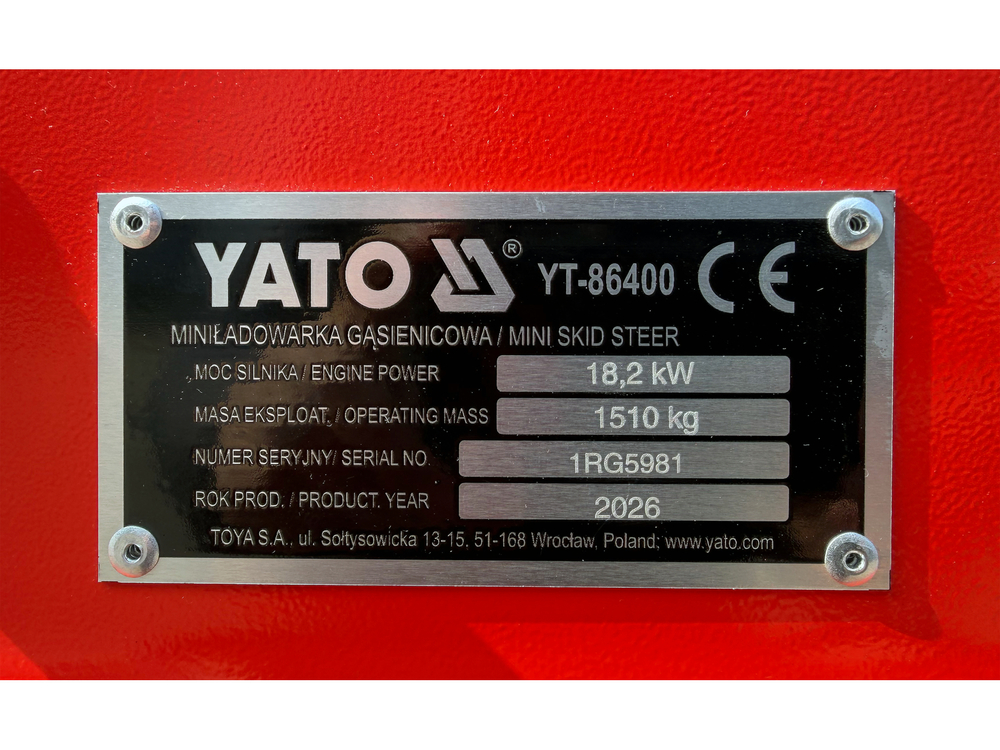 YATO ® YT-86400 CE
MINIŁADOWARKA GĄSIENICOWA / MINI SKID STEER
MOC SILNIKA / ENGINE POWER 18,2 kW
MASA EKSPLOAT. / OPERATING MASS 1510 kg
NUMER SERYJNY/ SERIAL NO. 1RG5981
ROK PROD. / PRODUCT. YEAR 2026
TOYA S.A., ul. Sołtysowicka 13-15, 51-168 Wrocław, Poland; www.yato.com